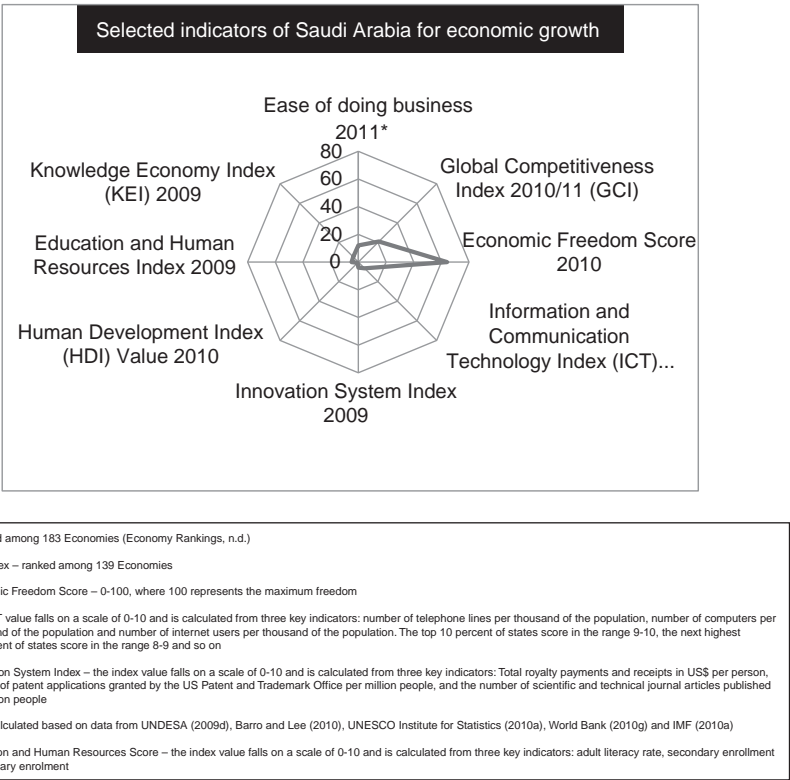 Selected indicators of Saudi Arabia for economic growth
Ease of doing business
2011*
80
60
40
20
0
Global Competitiveness
Index 2010/11 (GCI)
Economic Freedom Score
2010
Information and
Communication
Technology Index (ICT)...
Innovation System Index
2009
Human Development Index
(HDI) Value 2010
Education and Human
Resources Index 2009
Knowledge Economy Index
(KEI) 2009
among 183 Economies (Economy Rankings, n.d.)
– ranked among 139 Economies
Freedom Score – 0-100, where 100 represents the maximum freedom
value falls on a scale of 0-10 and is calculated from three key indicators: number of telephone lines per thousand of the population, number of computers per
of the population and number of internet users per thousand of the population. The top 10 percent of states score in the range 9-10, the next highest
of states score in the range 8-9 and so on
System Index – the index value falls on a scale of 0-10 and is calculated from three key indicators: Total royalty payments and receipts in US$ per person,
of patent applications granted by the US Patent and Trademark Office per million people, and the number of scientific and technical journal articles published
people
based on data from UNDESA (2009d), Barro and Lee (2010), UNESCO Institute for Statistics (2010a), World Bank (2010g) and IMF (2010a)
and Human Resources Score – the index value falls on a scale of 0-10 and is calculated from three key indicators: adult literacy rate, secondary enrollment
enrolment